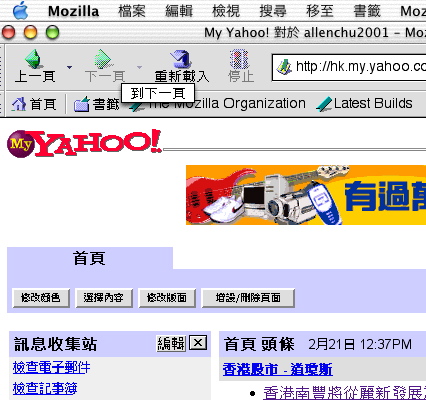 Mozilla 檔案 編輯 檢視 搜尋 移至 書籤 Moz
My Yahoo! 對於 allenchu2001 - Moz
上一頁 下一頁 重新載入 停止 http://hk.my.yahoo.co
到下一頁
首頁 書籤 The Mozilla Organization Latest Builds
My YAHOO!
有過萬
首頁
修改顏色 選擇內容 修改版面 增設/刪除頁面
訊息收集站 編輯 X
檢查電子郵件
檢查記事簿
首頁 頭條 2月21日 12:37PM
香港股市 - 道瓊斯
香港南豐將從麗新發展